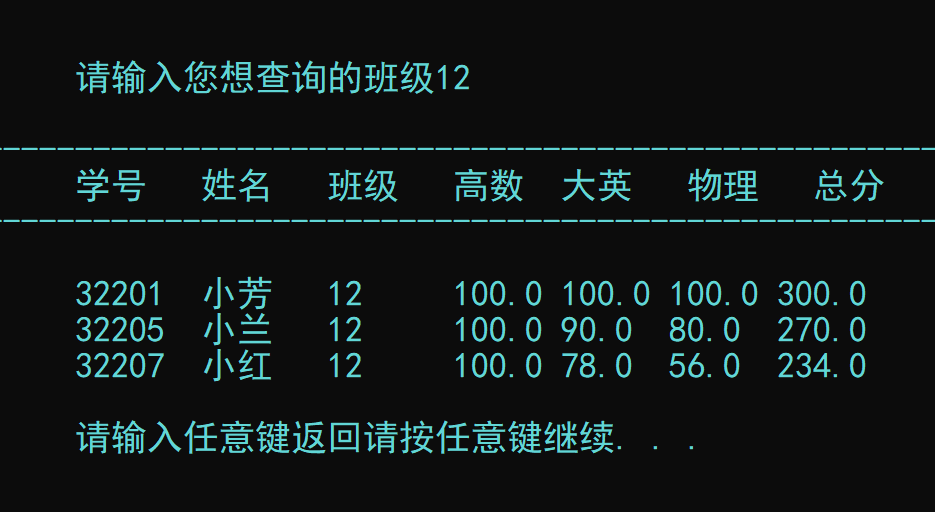 请输入您想查询的班级12
--------------------------------------------------
学号 姓名 班级 高数 大英 物理 总分
--------------------------------------------------
32201 小芳 12 100.0 100.0 100.0 300.0
32205 小兰 12 100.0 90.0 80.0 270.0
32207 小红 12 100.0 78.0 56.0 234.0
请输入任意键返回请按任意键继续. . .